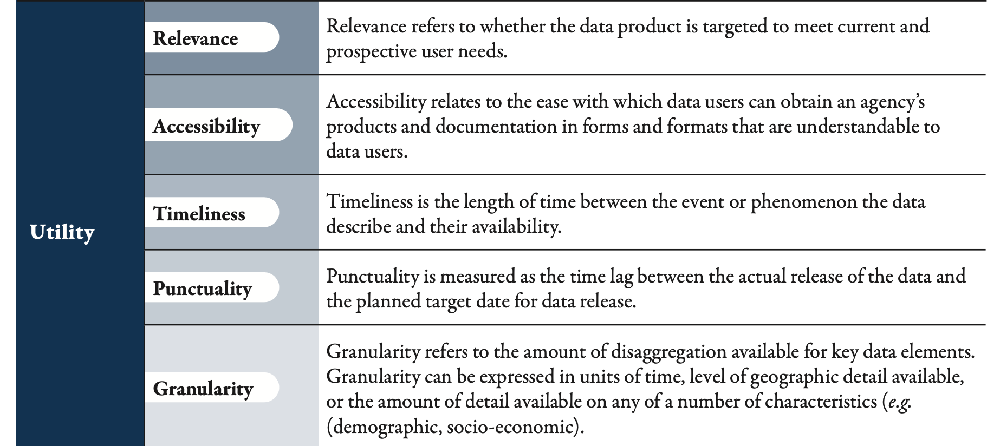 Utility
Relevance
Relevance refers to whether the data product is targeted to meet current and
prospective user needs.
Accessibility
Accessibility relates to the ease with which data users can obtain an agency’s
products and documentation in forms and formats that are understandable to
data users.
Timeliness
Timeliness is the length of time between the event or phenomenon the data
describe and their availability.
Punctuality
Punctuality is measured as the time lag between the actual release of the data and
the planned target date for data release.
Granularity
Granularity refers to the amount of disaggregation available for key data elements.
Granularity can be expressed in units of time, level of geographic detail available,
or the amount of detail available on any of a number of characteristics (e.g.
(demographic, socio-economic).